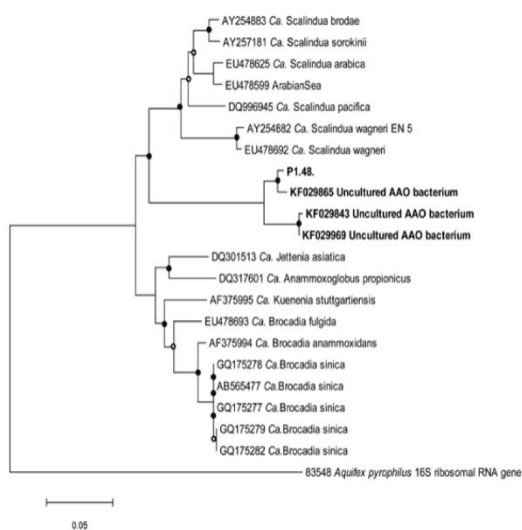 AY254883 Ca. Scalindua brodae
AY257181 Ca. Scalindua sorokinii
EU478625 Ca. Scalindua arabica
EU478599 ArabianSea
DQ996945 Ca. Scalindua pacifica
AY254882 Ca. Scalindua wagneri EN 5
EU478692 Ca. Scalindua wagneri
P1.48.
KF029865 Uncultured AAO bacterium
KF029843 Uncultured AAO bacterium
KF029969 Uncultured AAO bacterium
DQ301513 Ca. Jettenia asiatica
DQ317601 Ca. Anammoxoglobus propionicus
AF375995 Ca. Kuenenia stuttgartiensis
EU478693 Ca. Brocadia fulgida
AF375994 Ca. Brocadia anammoxidans
GQ175278 Ca.Brocadia sinica
AB565477 Ca.Brocadia sinica
GQ175277 Ca.Brocadia sinica
GQ175279 Ca.Brocadia sinica
GQ175282 Ca.Brocadia sinica
83548 Aquifex pyrophilus 16S ribosomal RNA gene
0.05